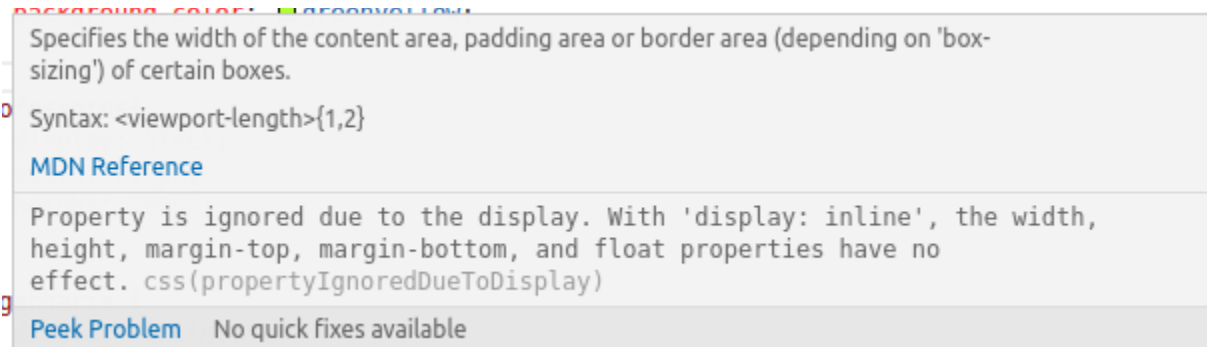 background-color: greenyellow;
Specifies the width of the content area, padding area or border area (depending on 'box-
sizing') of certain boxes.
Syntax: <viewport-length>{1,2}
MDN Reference
Property is ignored due to the display. With 'display: inline', the width,
height, margin-top, margin-bottom, and float properties have no
effect. css(propertyIgnoredDueToDisplay)
Peek Problem No quick fixes available